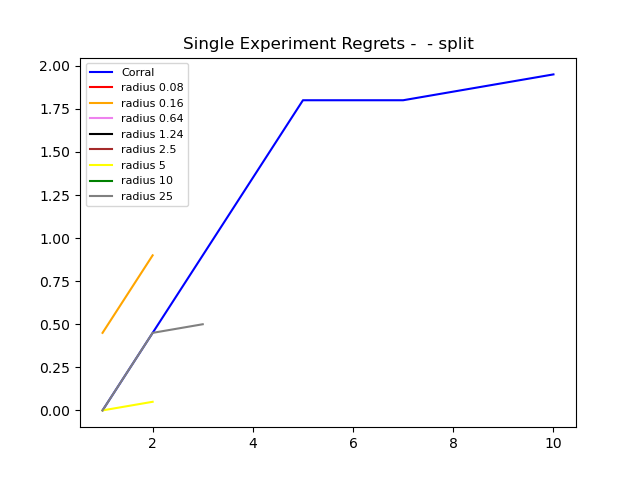 Single Experiment Regrets -  - split
2.00
1.75
1.50
1.25
1.00
0.75
0.50
0.25
0.00
Corral
radius 0.08
radius 0.16
radius 0.64
radius 1.24
radius 2.5
radius 5
radius 10
radius 25
2 4 6 8 10